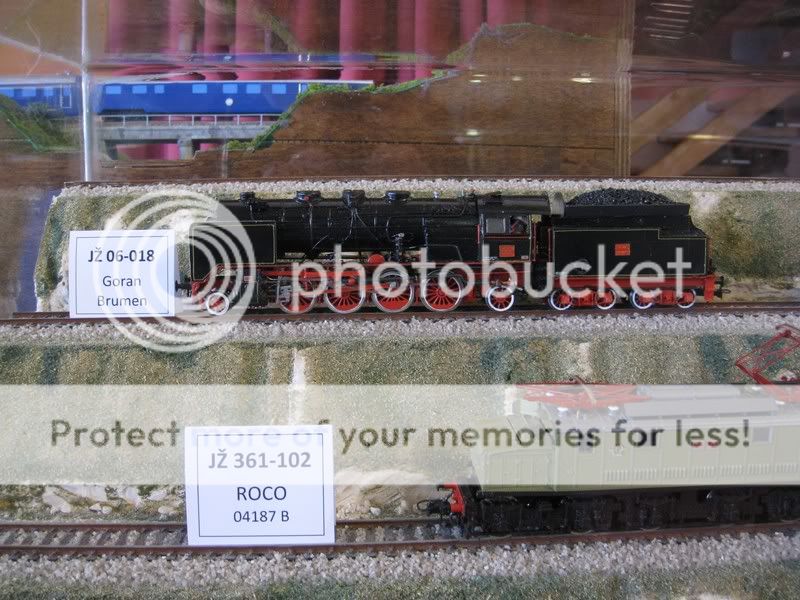 JŽ 06-018
Goran
Brumen
photobucket
Protect more of your memories for less!
JŽ 361-102
ROCO
04187 B